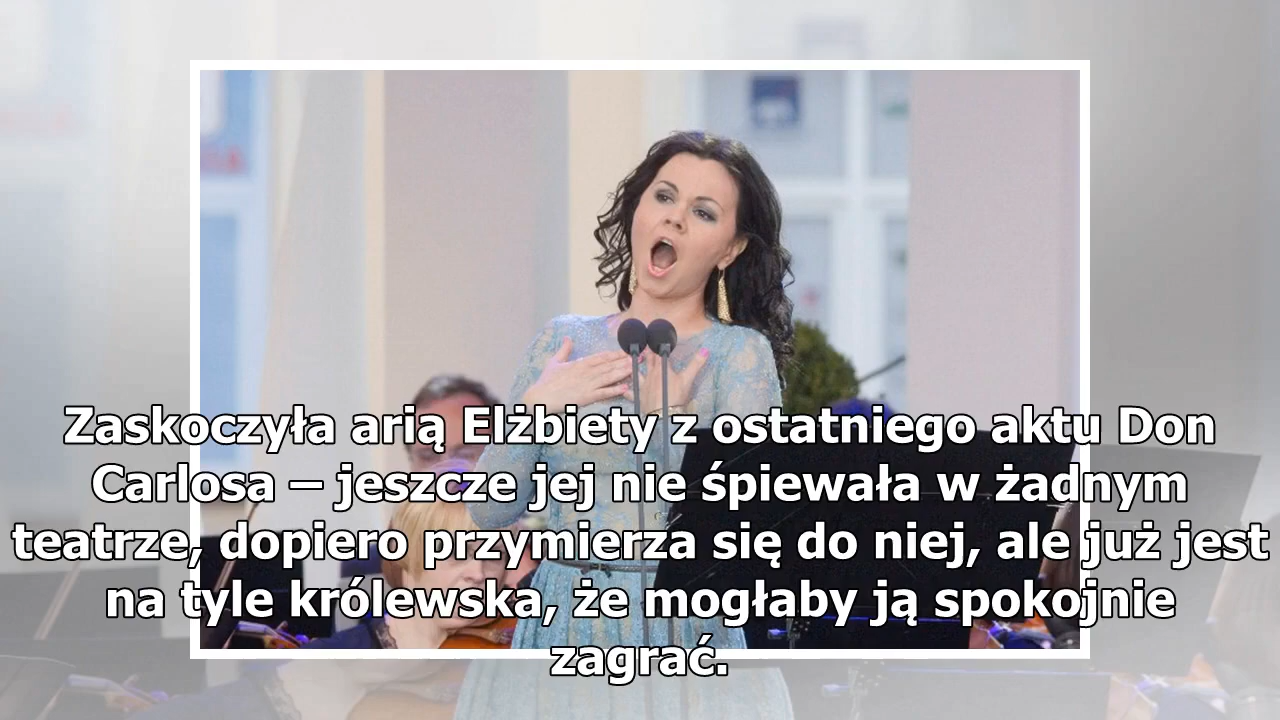 Zaskoczyła arią Elżbiety z ostatniego aktu Don
Carlosa – jeszcze jej nie śpiewała w żadnym
teatrze, dopiero przymierza się do niej, ale już jest
na tyle królewska, że mogłaby ją spokojnie
zagrać.